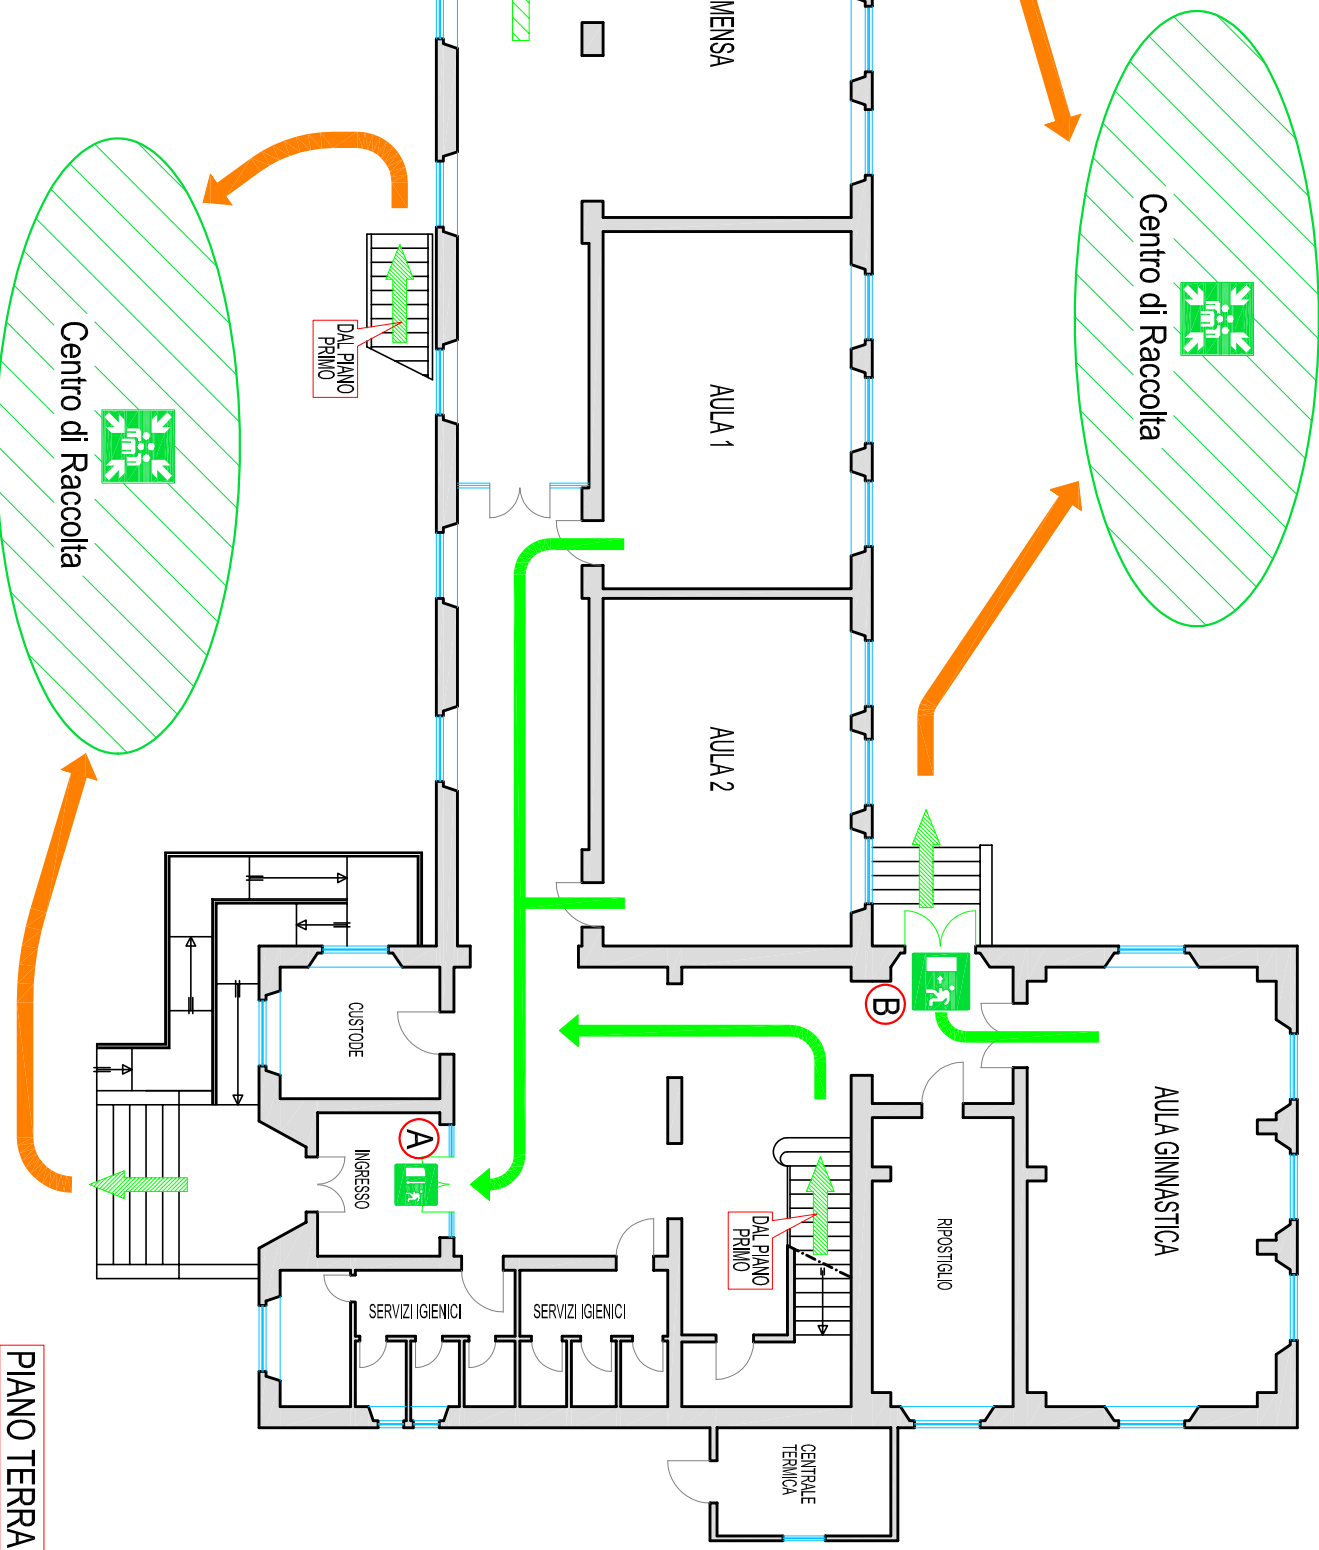 MENSA
Centro di Raccolta
DAL PIANO
PRIMO
AULA 1
Centro di Raccolta
AULA 2
B
CUSTODE
A
INGRESSO
AULA GINNASTICA
RIPOSTIGLIO
DAL PIANO
PRIMO
SERVIZI IGIENICI
SERVIZI IGIENICI
CENTRALE
TERMICA
PIANO TERRA